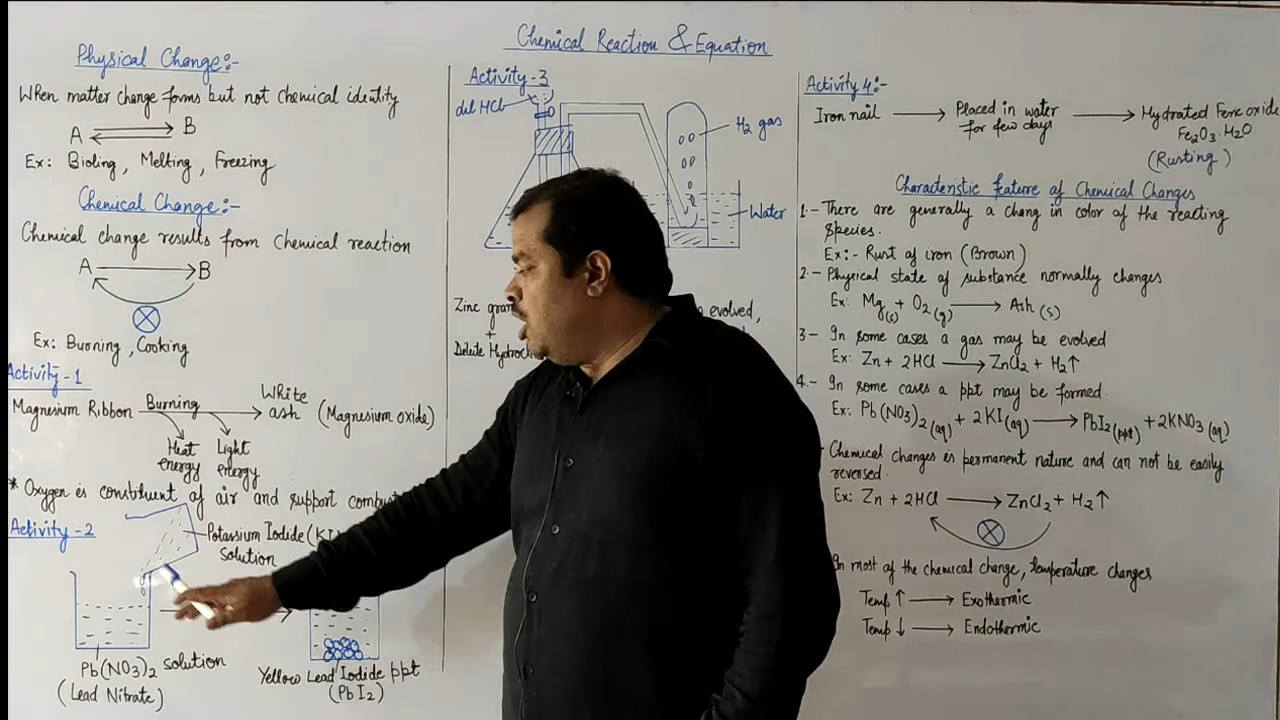 Chemical Reaction & Equation
Physical Change:-
When matter change forms but not chemical identity
A B
Ex: Bioling, Melting, Freezing
Chemical Change:-
Chemical change results from chemical reaction
A B
Ex: Burning, Cooking
Activity-1
Magnesium Ribbon Burning White ash (Magnesium oxide)
Heat energy Light energy
* Oxygen is constituent of air and support
Activity-2
Potassium Iodide (KI)
Solution
Pb(NO3)2 solution
(Lead Nitrate)
Yellow Lead Iodide ppt
(PbI2)
Activity-3
dil HCl
H2 gas
Water
Zinc
evolved,
+
Activity 4:-
Iron nail → Placed in water for few days → Hydrated Ferric oxide
Fe2O3·H2O
(Rusting)
Characteristic feature of Chemical Changes
1.- There are generally a chang in color of the reacting
species.
Ex:- Rust of iron (Brown)
2- Physical state of substance normally changes
Ex: Mg(s) + O2(g) → Ash(s)
3- In some cases a gas may be evolved
Ex: Zn + 2HCl → ZnCl2 + H2↑
4.- In some cases a ppt may be formed.
Ex: Pb(NO3)2(aq) + 2KI(aq) → PbI2(ppt) + 2KNO3(aq)
Chemical changes is permanent nature and can not be easily
reversed.
Ex: Zn + 2HCl → ZnCl2 + H2↑
In most of the chemical change, temperature changes
Temp ↑ → Exothermic
Temp ↓ → Endothermic